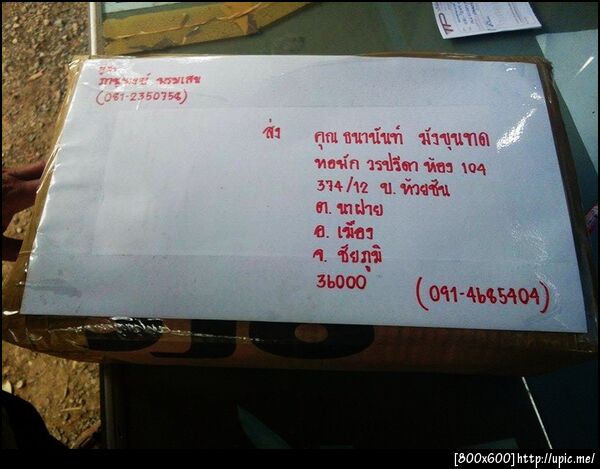 (081-2350758)
ส่ง คุณ ธนานันท์ มังขุนทด
หอพัก วรปรีดา ห้อง 104
374/12 บ. ห้วยชัน
ต. นาฝาย
อ. เมือง
จ. ชัยภูมิ
36000 (091-4685404)
[800x600]http://upic.me/